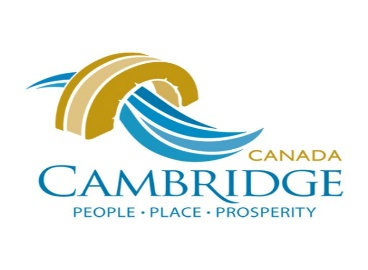 CANADA
CAMBRIDGE
PEOPLE · PLACE · PROSPERITY